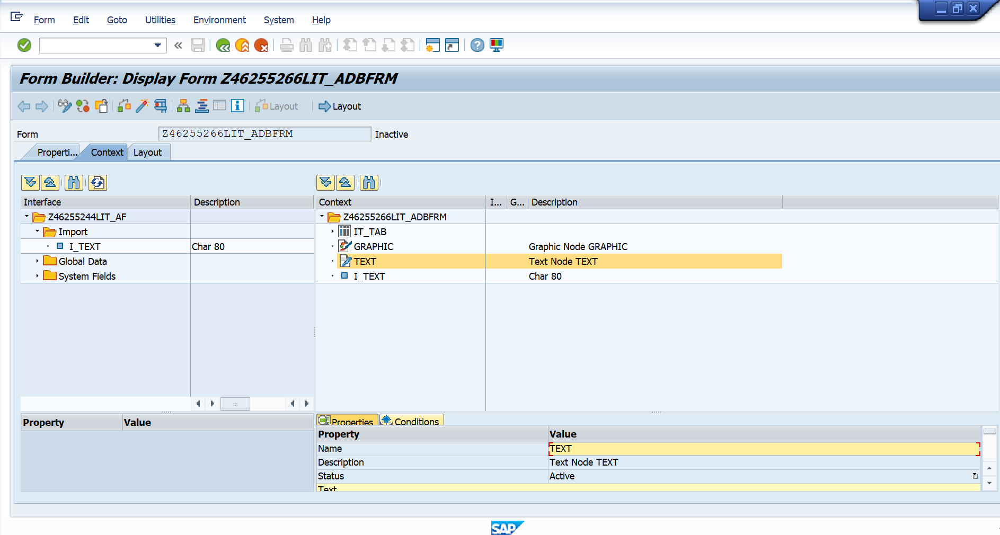 Form Edit Goto Utilities Environment System Help
Form Builder: Display Form Z46255266LIT_ADBFRM
Layout Layout
Form Z46255266LIT_ADBFRM Inactive
Properti... Context Layout
Interface Description
Z46255244LIT_AF
Import
I_TEXT Char 80
Global Data
System Fields
Context I... G... Description
Z46255266LIT_ADBFRM
IT_TAB
GRAPHIC Graphic Node GRAPHIC
TEXT Text Node TEXT
I_TEXT Char 80
Property Value
Properties Conditions
Property Value
Name TEXT
Description Text Node TEXT
Status Active
Text
SAP